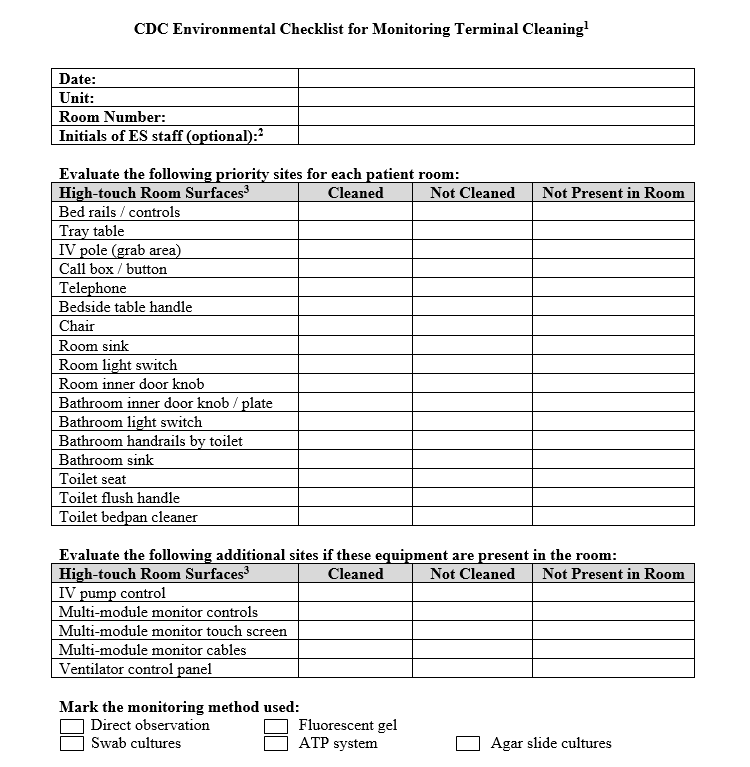 CDC Environmental Checklist for Monitoring Terminal Cleaning¹
Date:
Unit:
Room Number:
Initials of ES staff (optional):²
Evaluate the following priority sites for each patient room:
High-touch Room Surfaces³ Cleaned Not Cleaned Not Present in Room
Bed rails / controls
Tray table
IV pole (grab area)
Call box / button
Telephone
Bedside table handle
Chair
Room sink
Room light switch
Room inner door knob
Bathroom inner door knob / plate
Bathroom light switch
Bathroom handrails by toilet
Bathroom sink
Toilet seat
Toilet flush handle
Toilet bedpan cleaner
Evaluate the following additional sites if these equipment are present in the room:
High-touch Room Surfaces³ Cleaned Not Cleaned Not Present in Room
IV pump control
Multi-module monitor controls
Multi-module monitor touch screen
Multi-module monitor cables
Ventilator control panel
Mark the monitoring method used:
Direct observation Fluorescent gel
Swab cultures ATP system Agar slide cultures